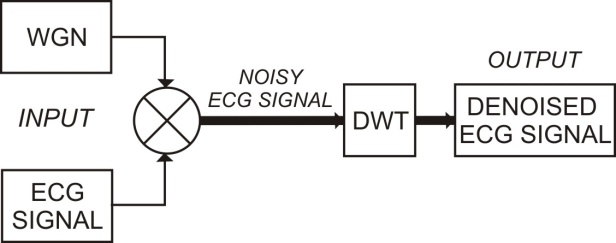 WGN
INPUT
ECG
SIGNAL
NOISY
ECG SIGNAL
DWT
OUTPUT
DENOISED
ECG SIGNAL